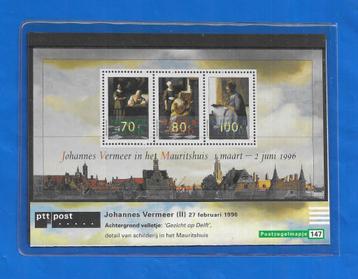 70 80 100
Johannes Vermeer in het Mauritshuis 1 maart – 2 juni 1996
ptt post
Johannes Vermeer (II) 27 februari 1996
Achtergrond velletje: 'Gezicht op Delft',
detail van schilderij in het Mauritshuis
Postzegelmapje 147